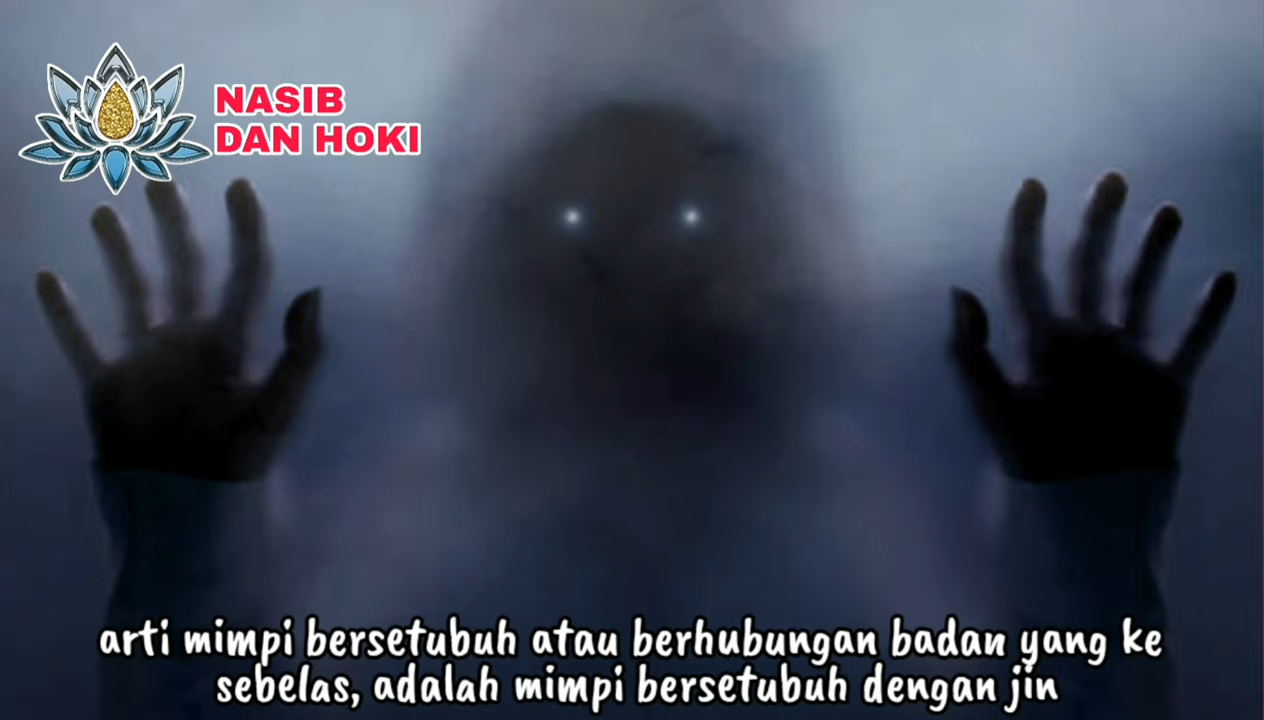 NASIB
DAN HOKI
arti mimpi bersetubuh atau berhubungan badan yang ke
sebelas, adalah mimpi bersetubuh dengan jin